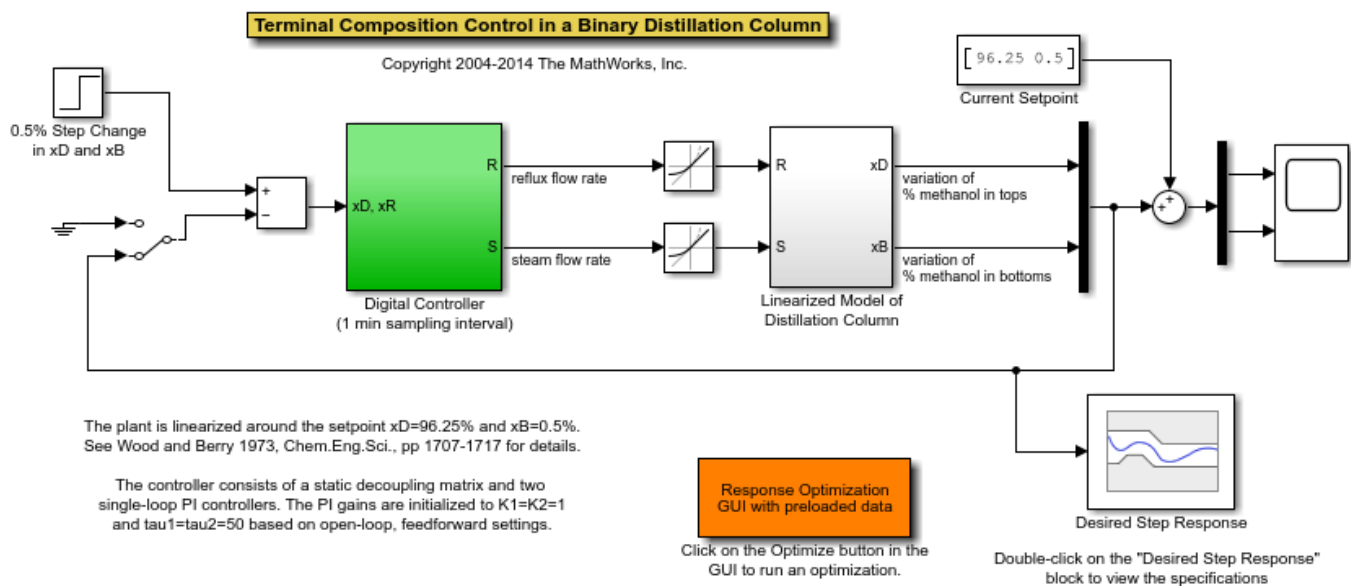 Terminal Composition Control in a Binary Distillation Column
Copyright 2004-2014 The MathWorks, Inc.
[96.25 0.5]
Current Setpoint
0.5% Step Change
in xD and xB
+
−
xD, xR
R
S
Digital Controller
(1 min sampling interval)
reflux flow rate
steam flow rate
R
S
xD
xB
Linearized Model of
Distillation Column
variation of
% methanol in tops
variation of
% methanol in bottoms
+
+
The plant is linearized around the setpoint xD=96.25% and xB=0.5%.
See Wood and Berry 1973, Chem.Eng.Sci., pp 1707-1717 for details.
The controller consists of a static decoupling matrix and two
single-loop PI controllers. The PI gains are initialized to K1=K2=1
and tau1=tau2=50 based on open-loop, feedforward settings.
Response Optimization
GUI with preloaded data
Click on the Optimize button in the
GUI to run an optimization.
Desired Step Response
Double-click on the "Desired Step Response"
block to view the specifications